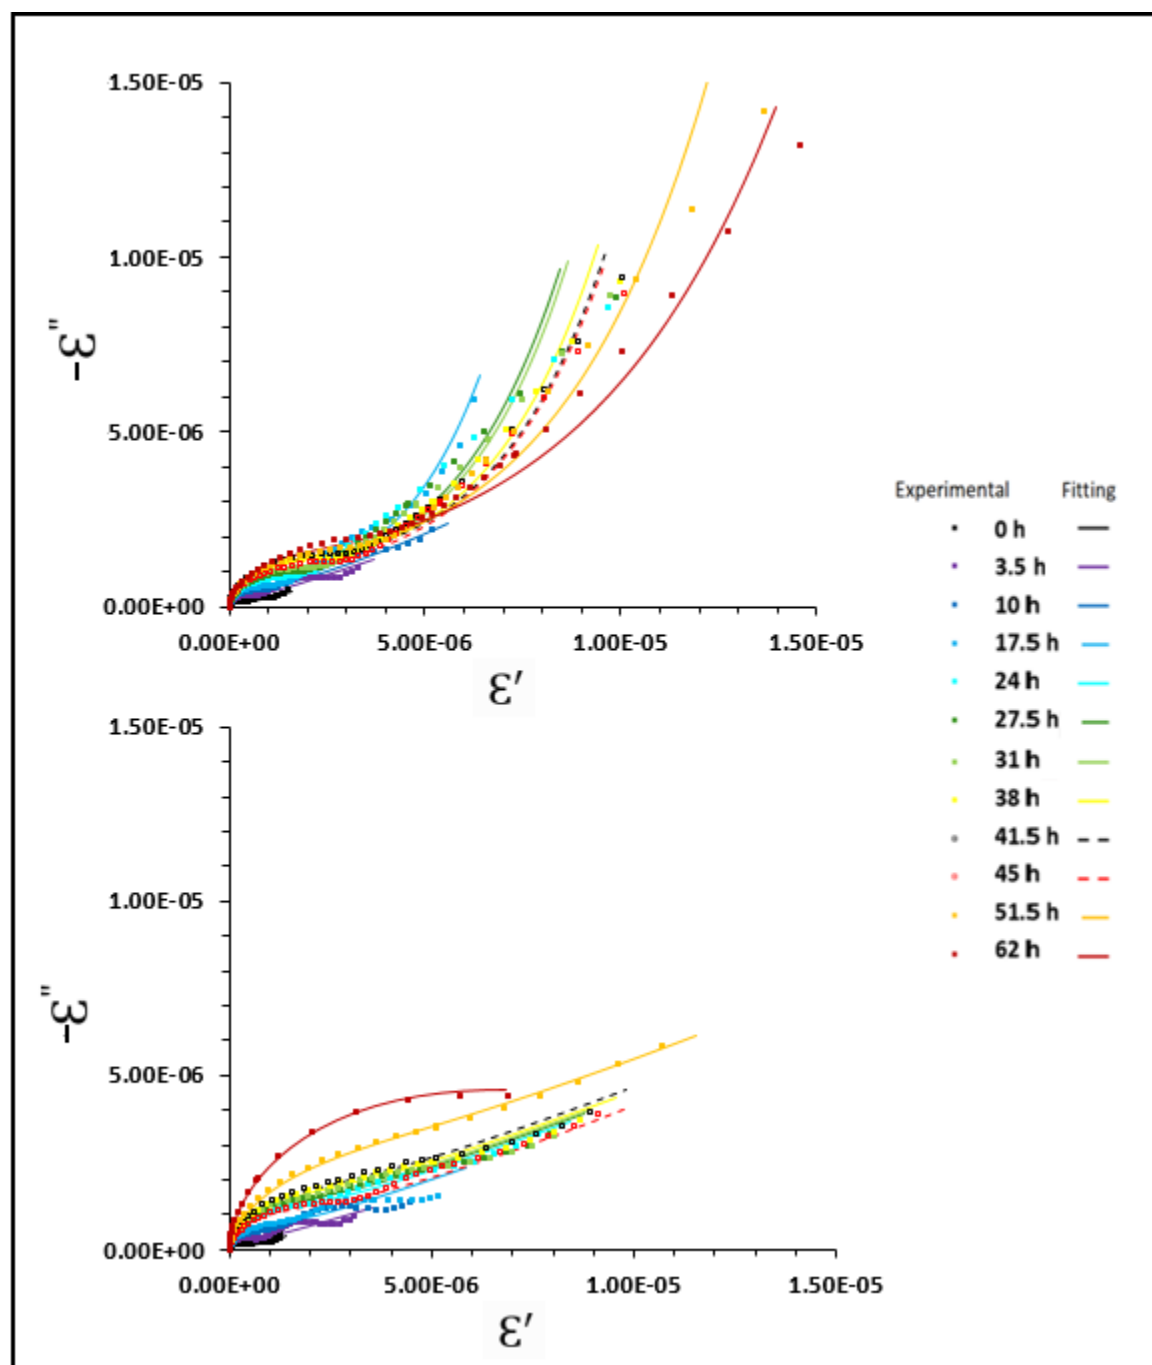 1.50E-05
1.00E-05
5.00E-06
0.00E+00
-ε"
0.00E+00 5.00E-06 1.00E-05 1.50E-05
ε'
Experimental Fitting
0 h
3.5 h
10 h
17.5 h
24 h
27.5 h
31 h
38 h
41.5 h
45 h
51.5 h
62 h
1.50E-05
1.00E-05
5.00E-06
0.00E+00
-ε"
0.00E+00 5.00E-06 1.00E-05 1.50E-05
ε'